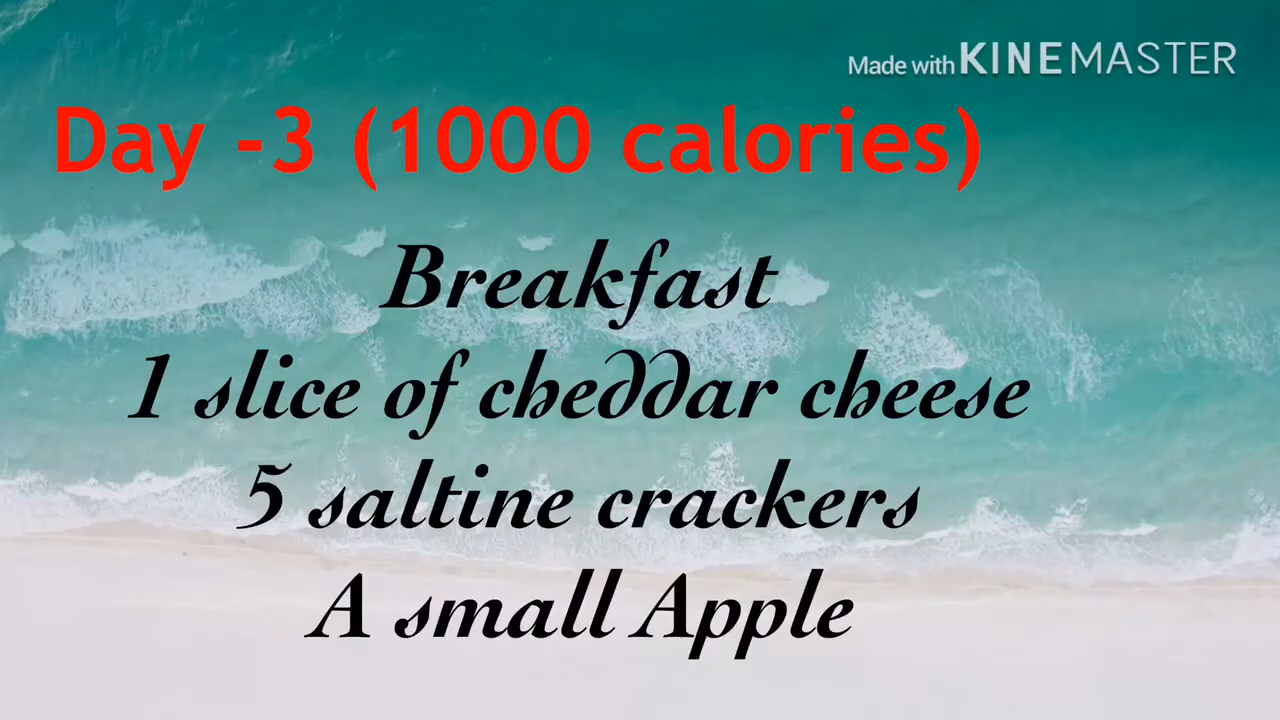 Made with KINEMASTER
Day -3 (1000 calories)
Breakfast
1 slice of cheddar cheese
5 saltine crackers
A small Apple